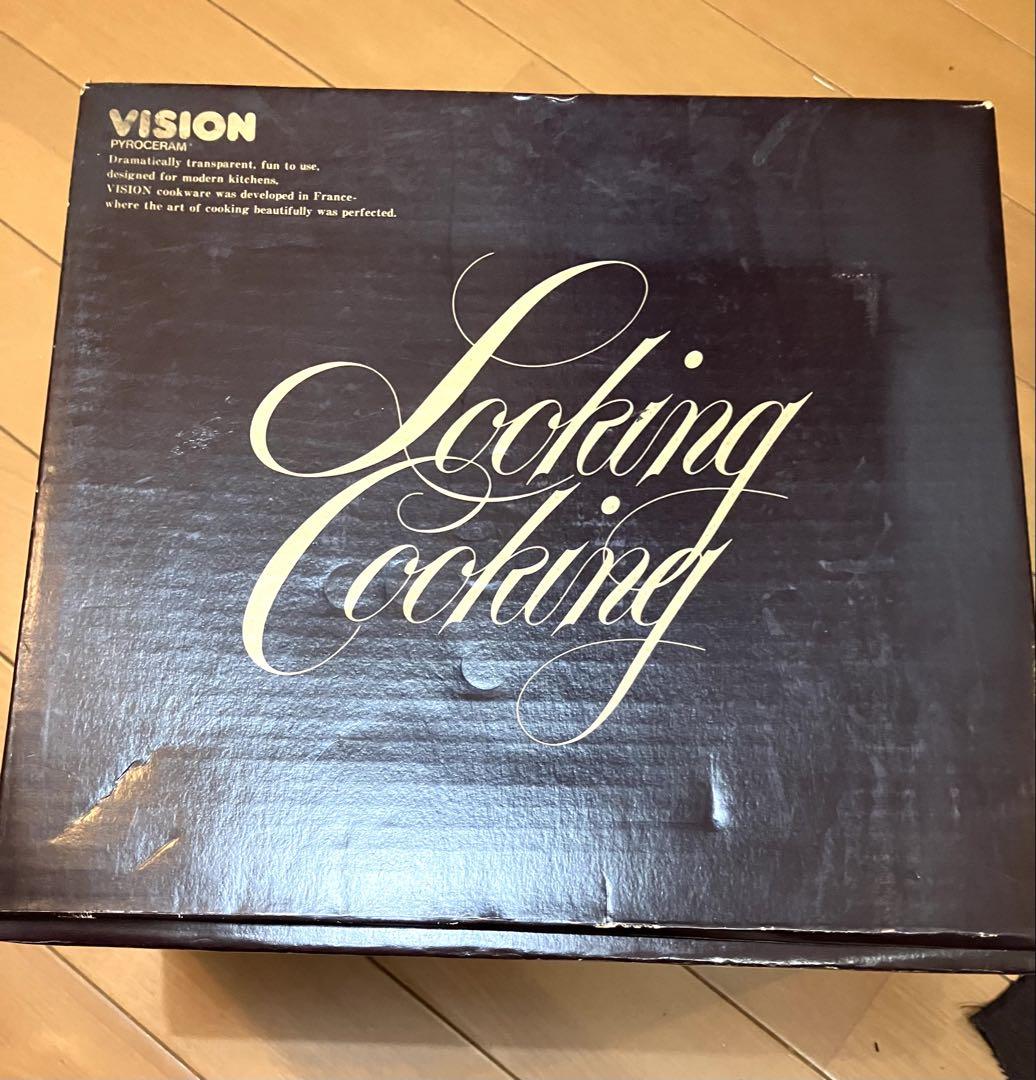 VISION
PYROCERAM
Dramatically transparent, fun to use,
designed for modern kitchens,
VISION cookware was developed in France-
where the art of cooking beautifully was perfected.
Looking
Cooking